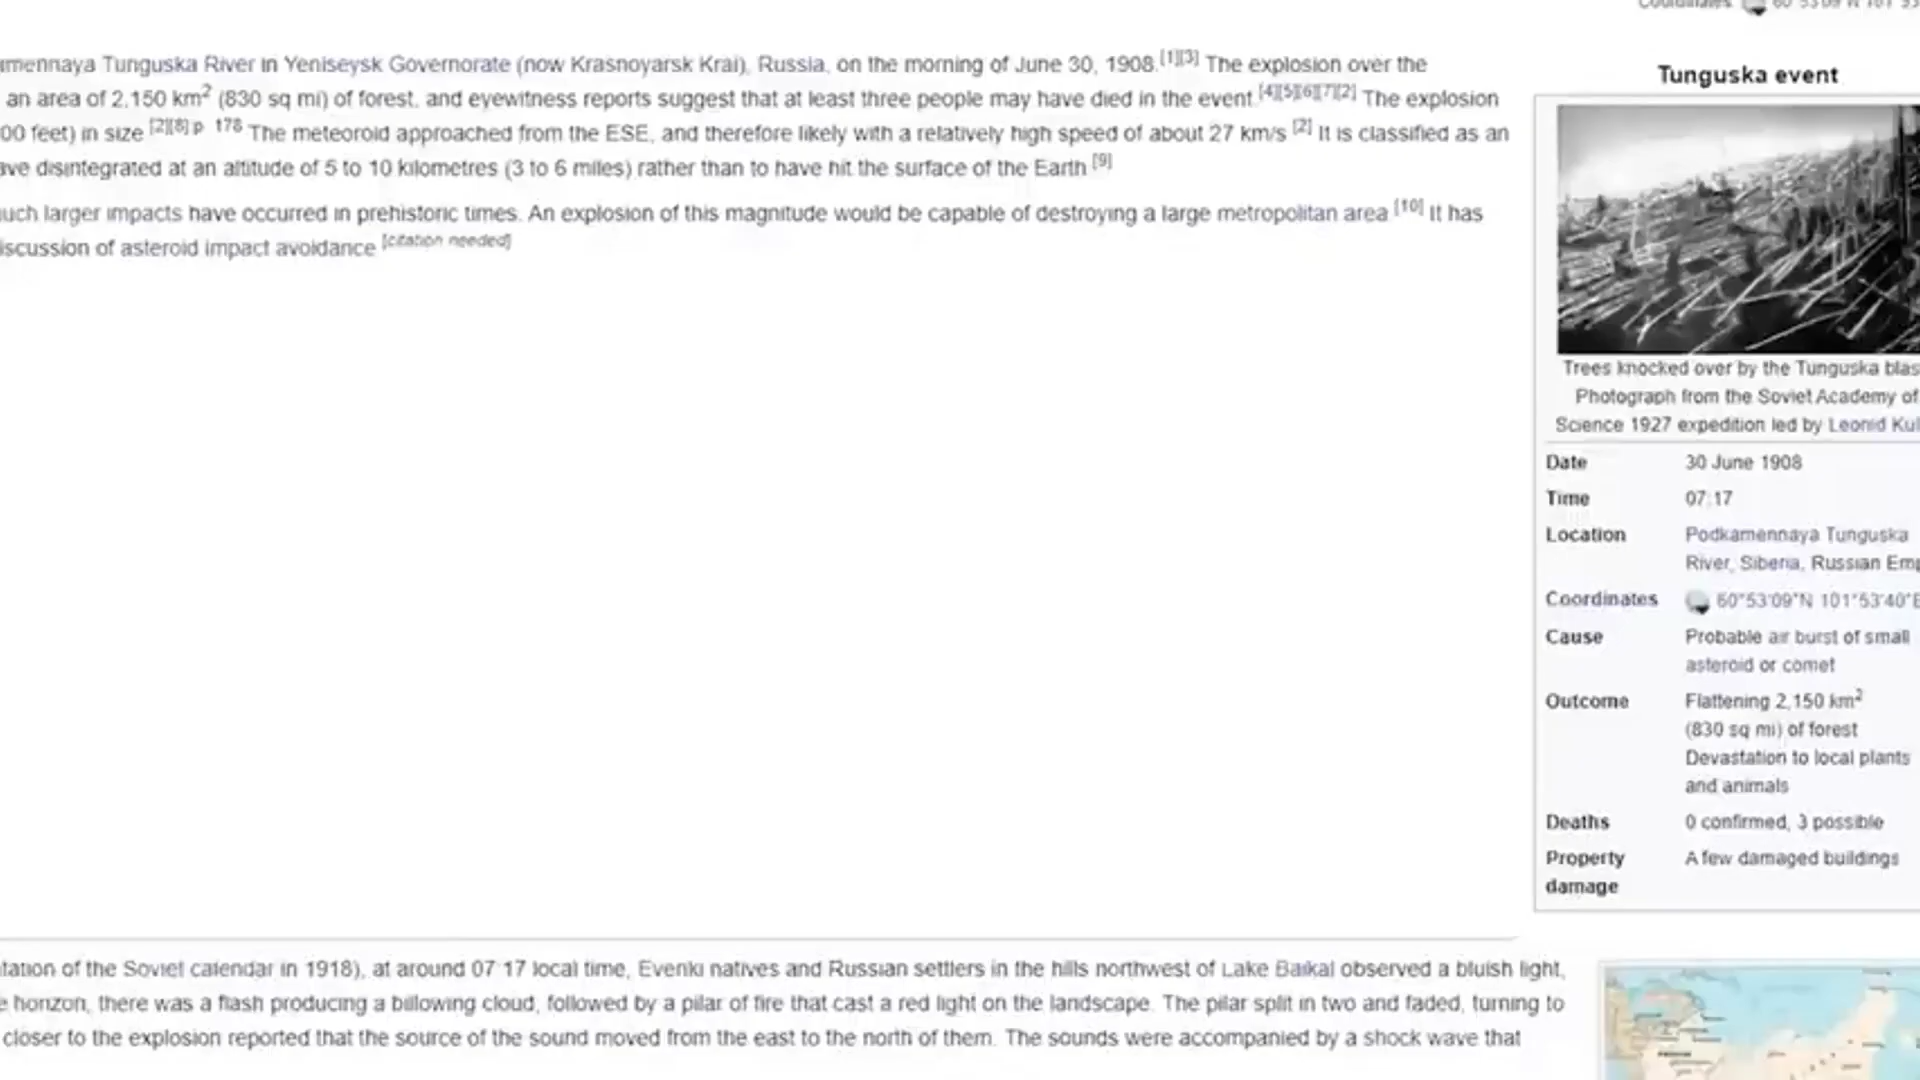 Coordinates: 60°53′09″N 101°53
mennaya Tunguska River in Yeniseysk Governorate (now Krasnoyarsk Krai), Russia, on the morning of June 30, 1908.[1][3] The explosion over the
an area of 2,150 km2 (830 sq mi) of forest, and eyewitness reports suggest that at least three people may have died in the event.[4][5][6][7][2] The explosion
00 feet) in size.[2][8]:p. 178 The meteoroid approached from the ESE, and therefore likely with a relatively high speed of about 27 km/s.[2] It is classified as an
ave disintegrated at an altitude of 5 to 10 kilometres (3 to 6 miles) rather than to have hit the surface of the Earth.[9]
uch larger impacts have occurred in prehistoric times. An explosion of this magnitude would be capable of destroying a large metropolitan area.[10] It has
iscussion of asteroid impact avoidance.[citation needed]
Tunguska event
Trees knocked over by the Tunguska blas
Photograph from the Soviet Academy of
Science 1927 expedition led by Leonid Kul
Date 30 June 1908
Time 07:17
Location Podkamennaya Tunguska
River, Siberia, Russian Emp
Coordinates 60°53′09″N 101°53′40″E
Cause Probable air burst of small
asteroid or comet
Outcome Flattening 2,150 km2
(830 sq mi) of forest
Devastation to local plants
and animals
Deaths 0 confirmed, 3 possible
Property A few damaged buildings
damage
tation of the Soviet calendar in 1918), at around 07:17 local time, Evenki natives and Russian settlers in the hills northwest of Lake Baikal observed a bluish light,
e horizon, there was a flash producing a billowing cloud, followed by a pilar of fire that cast a red light on the landscape. The pilar split in two and faded, turning to
closer to the explosion reported that the source of the sound moved from the east to the north of them. The sounds were accompanied by a shock wave that